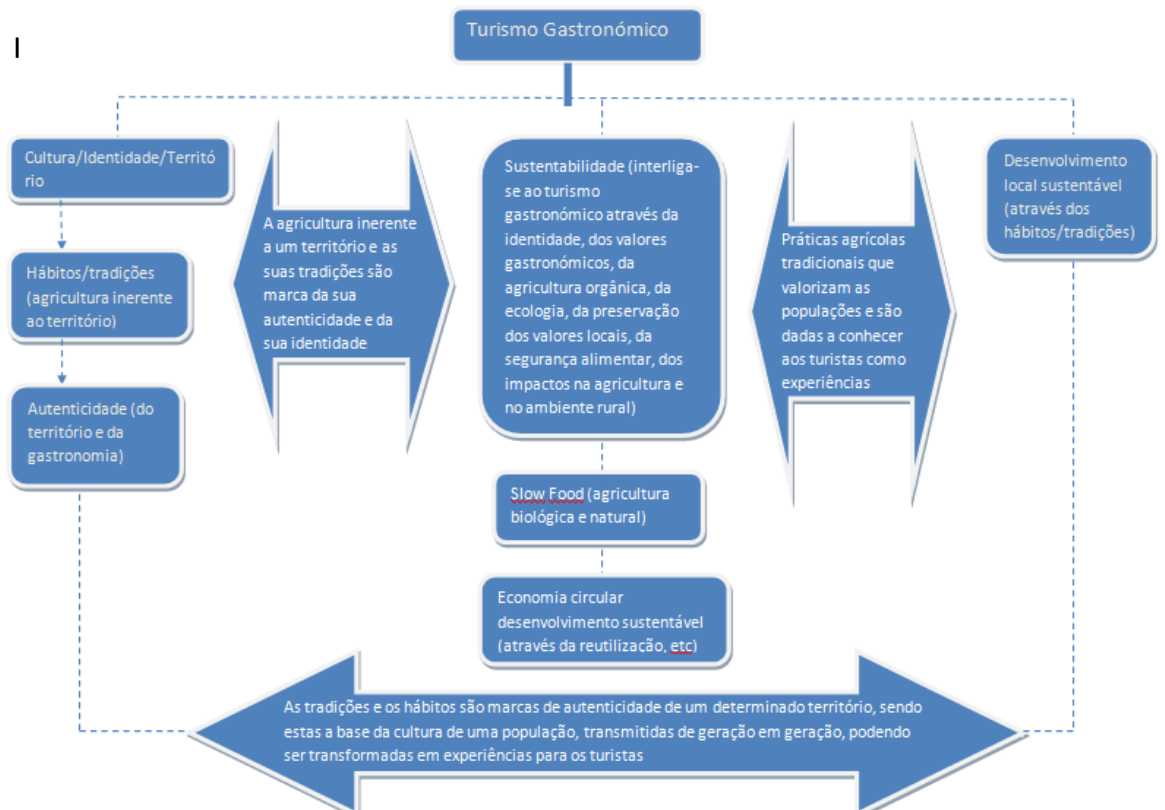 I
Turismo Gastronómico
Cultura/Identidade/Territó
rio
Hábitos/tradições
(agricultura inerente
ao território)
Autenticidade (do
território e da
gastronomia)
A agricultura inerente
a um território e as
suas tradições são
marca da sua
autenticidade e da
sua identidade
Sustentabilidade (interliga-
se ao turismo
gastronómico através da
identidade, dos valores
gastronómicos, da
agricultura orgânica, da
ecologia, da preservação
dos valores locais, da
segurança alimentar, dos
impactos na agricultura e
no ambiente rural)
Slow Food (agricultura
biológica e natural)
Economia circular
desenvolvimento sustentável
(através da reutilização, etc)
Práticas agrícolas
tradicionais que
valorizam as
populações e são
dadas a conhecer
aos turistas como
experiências
Desenvolvimento
local sustentável
(através dos
hábitos/tradições)
As tradições e os hábitos são marcas de autenticidade de um determinado território, sendo
estas a base da cultura de uma população, transmitidas de geração em geração, podendo
ser transformadas em experiências para os turistas